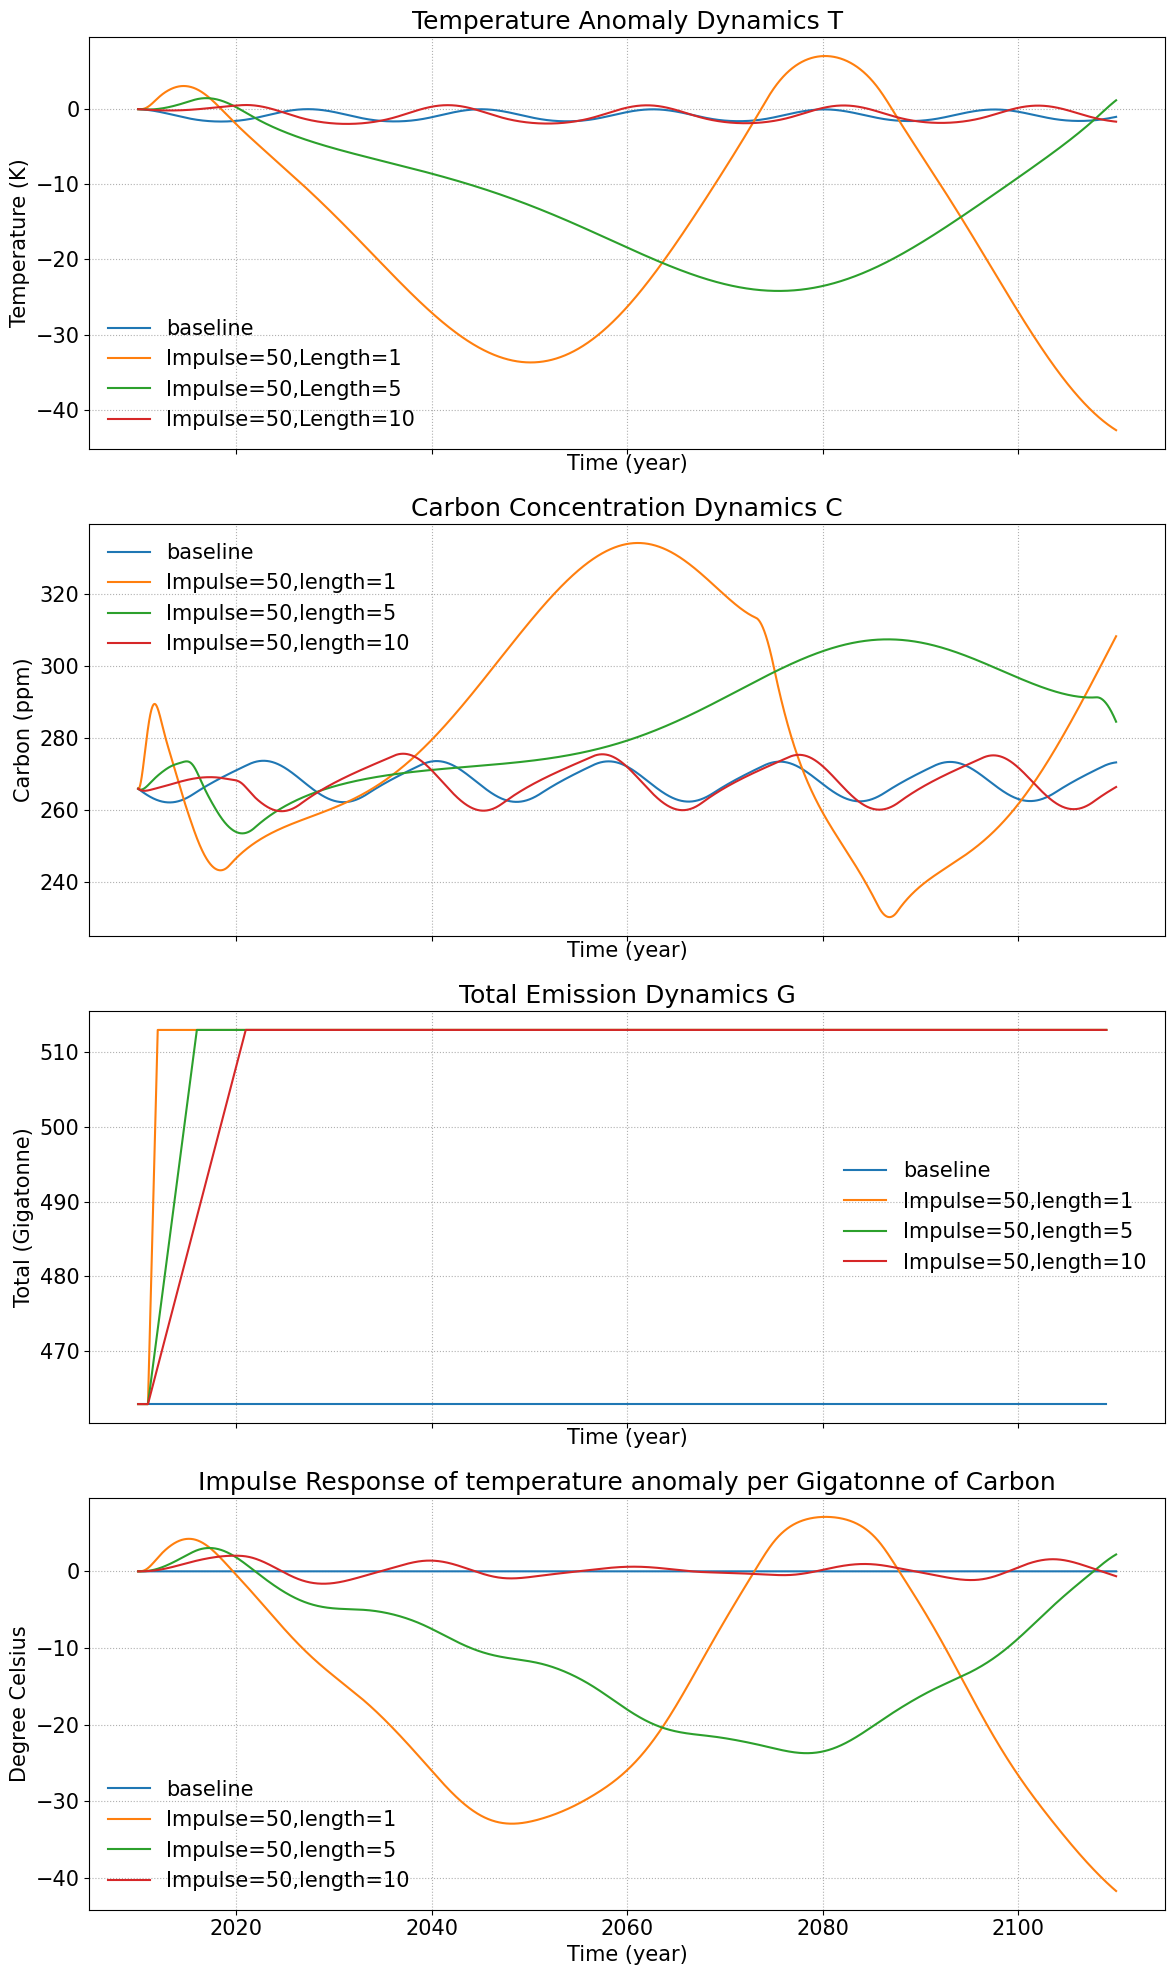 Temperature Anomaly Dynamics T
0
−10
−20
−30
−40
Temperature (K)
baseline
Impulse=50,Length=1
Impulse=50,Length=5
Impulse=50,Length=10
Time (year)
Carbon Concentration Dynamics C
320
300
280
260
240
Carbon (ppm)
baseline
Impulse=50,length=1
Impulse=50,length=5
Impulse=50,length=10
Time (year)
Total Emission Dynamics G
510
500
490
480
470
Total (Gigatonne)
baseline
Impulse=50,length=1
Impulse=50,length=5
Impulse=50,length=10
Time (year)
Impulse Response of temperature anomaly per Gigatonne of Carbon
0
−10
−20
−30
−40
Degree Celsius
baseline
Impulse=50,length=1
Impulse=50,length=5
Impulse=50,length=10
2020 2040 2060 2080 2100
Time (year)